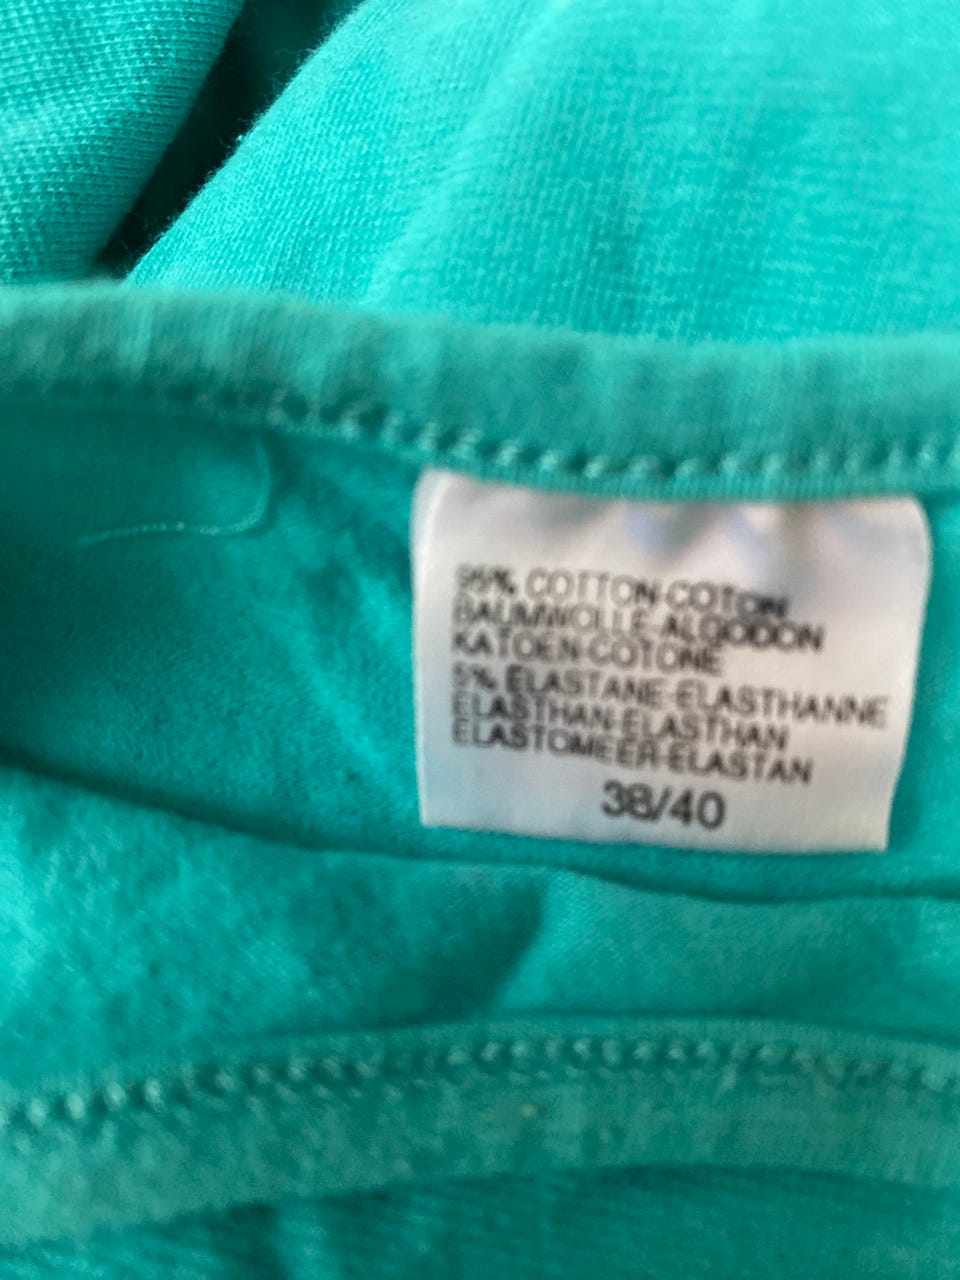 95% COTTON-COTON
BAUMWOLLE-ALGODON
KATOEN-COTONE
5% ELASTANE-ELASTHANNE
ELASTHAN-ELASTHAN
ELASTOMEER-ELASTAN
38/40